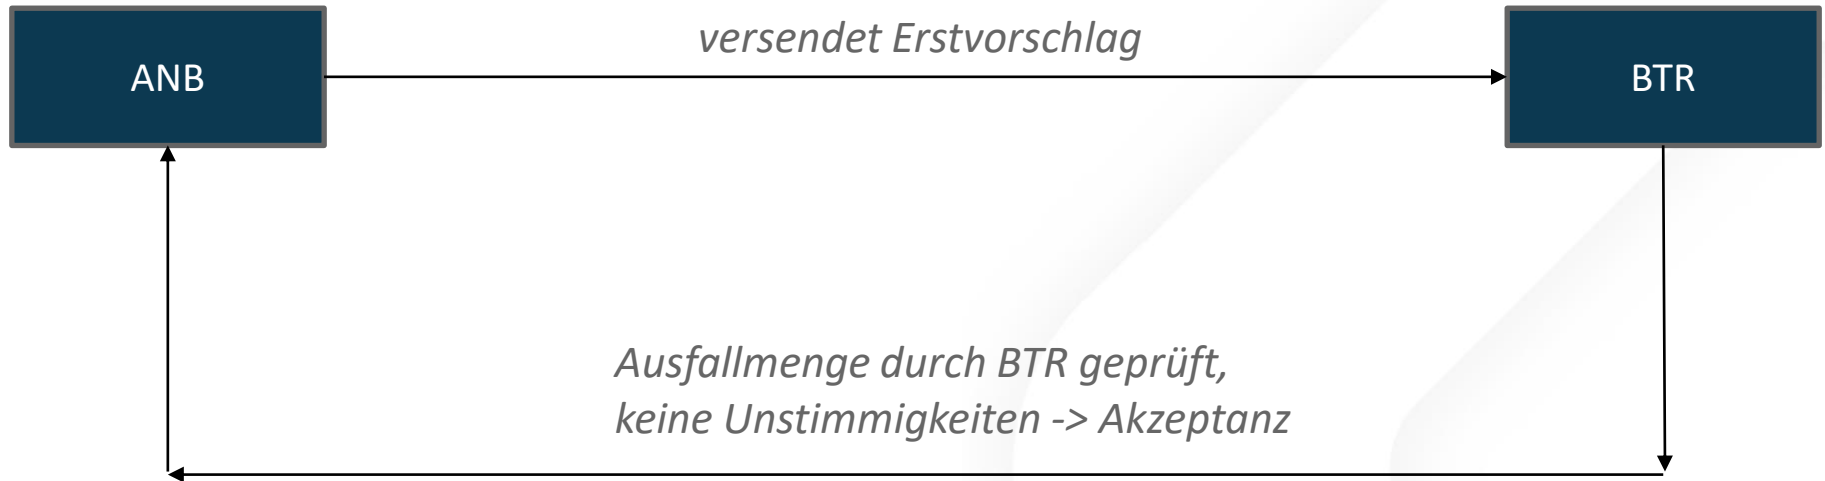 versendet Erstvorschlag
ANB
BTR
Ausfallmenge durch BTR geprüft,
keine Unstimmigkeiten -> Akzeptanz